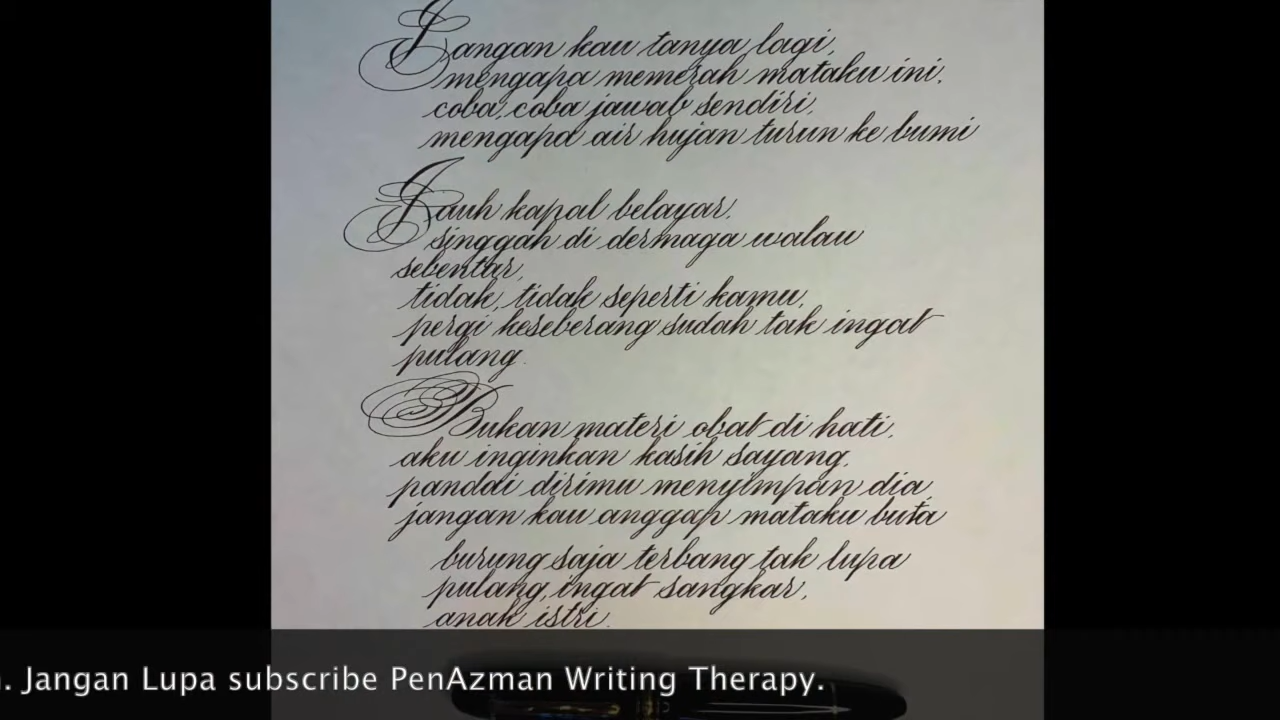 Jangan kau tanya lagi,
mengapa memerah mataku ini,
coba, coba jawab sendiri,
mengapa air hujan turun ke bumi
Jauh kapal belayar,
singgah di dermaga walau
sebentar,
tidak, tidak seperti kamu,
pergi keseberang sudah tak ingat
pulang.
Bukan materi obat di hati,
aku inginkan kasih sayang,
pandai dirimu menyimpan dia,
jangan kau anggap mataku buta
burung saja terbang tak lupa
pulang, ingat sangkar,
anak istri.
. Jangan Lupa subscribe PenAzman Writing Therapy.